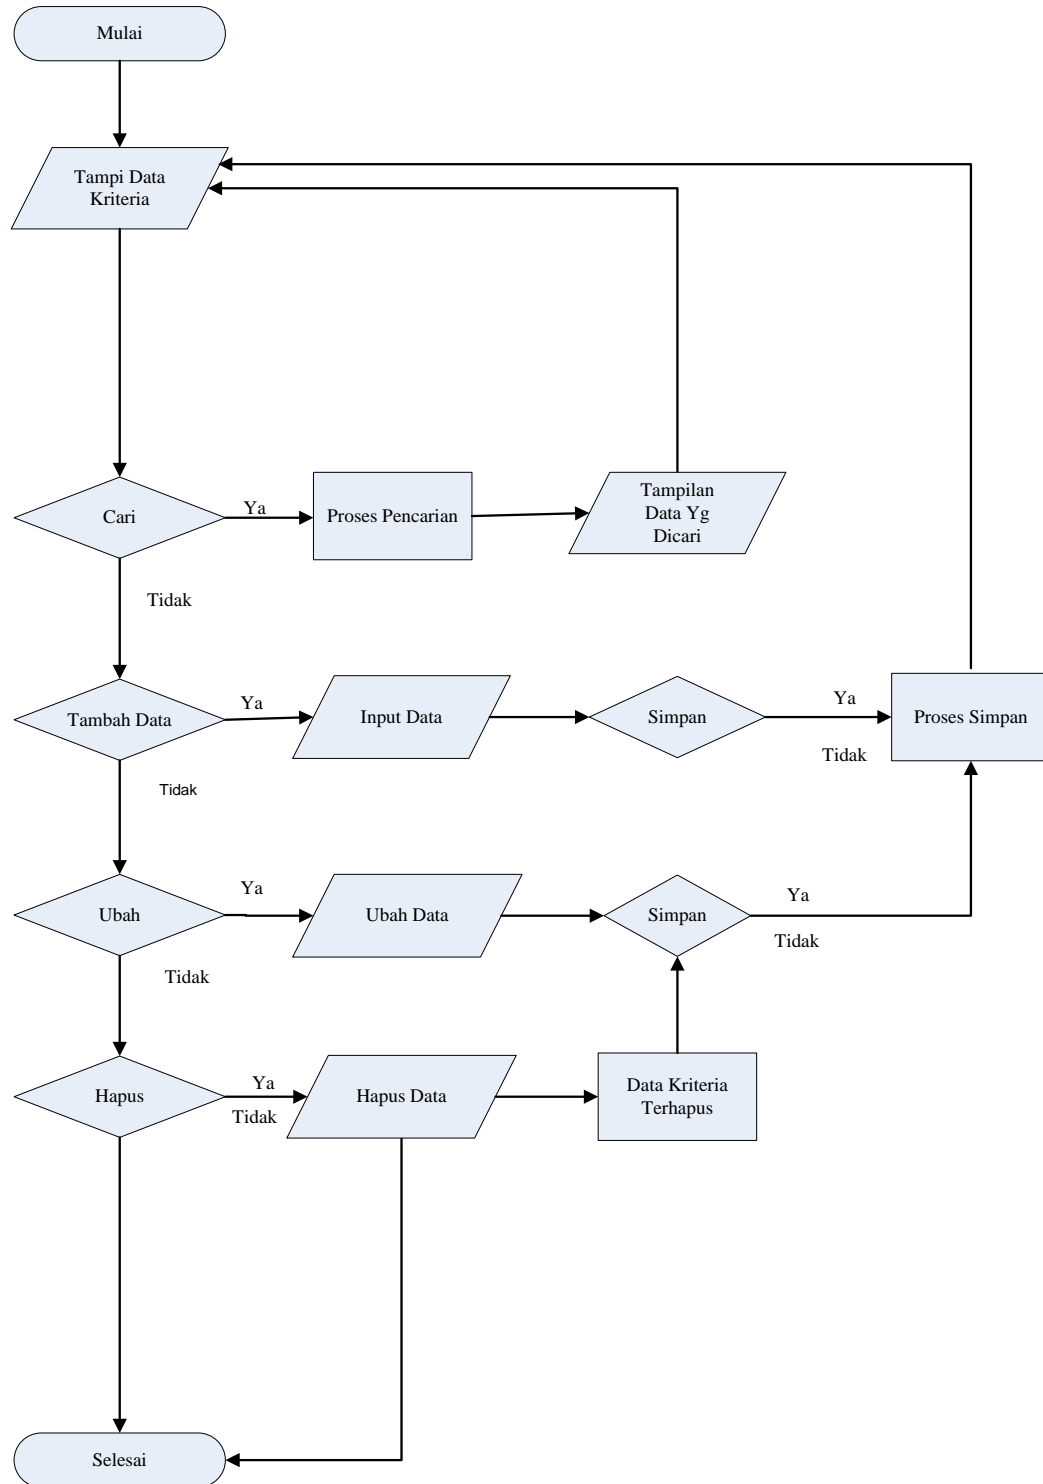 Mulai
Tampi Data
Kriteria
Cari
Ya
Proses Pencarian
Tampilan
Data Yg
Dicari
Tidak
Tambah Data
Ya
Input Data
Simpan
Ya
Tidak
Proses Simpan
Tidak
Ubah
Ya
Ubah Data
Simpan
Ya
Tidak
Tidak
Hapus
Ya
Tidak
Hapus Data
Data Kriteria
Terhapus
Selesai